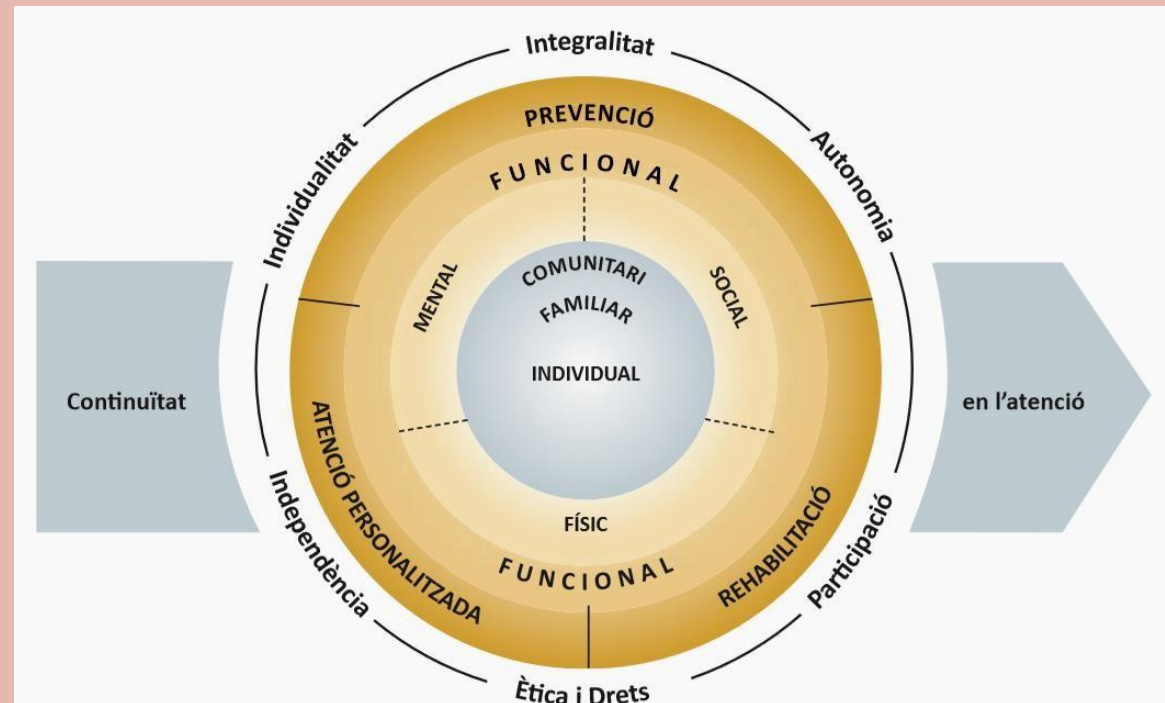 Integralitat
Individualitat
Autonomia
PREVENCIÓ
FUNCIONAL
MENTAL
SOCIAL
COMUNITARI
FAMILIAR
INDIVIDUAL
Continuïtat
en l'atenció
ATENCIÓ PERSONALITZADA
REHABILITACIÓ
FÍSIC
FUNCIONAL
Independència
Participació
Ètica i Drets